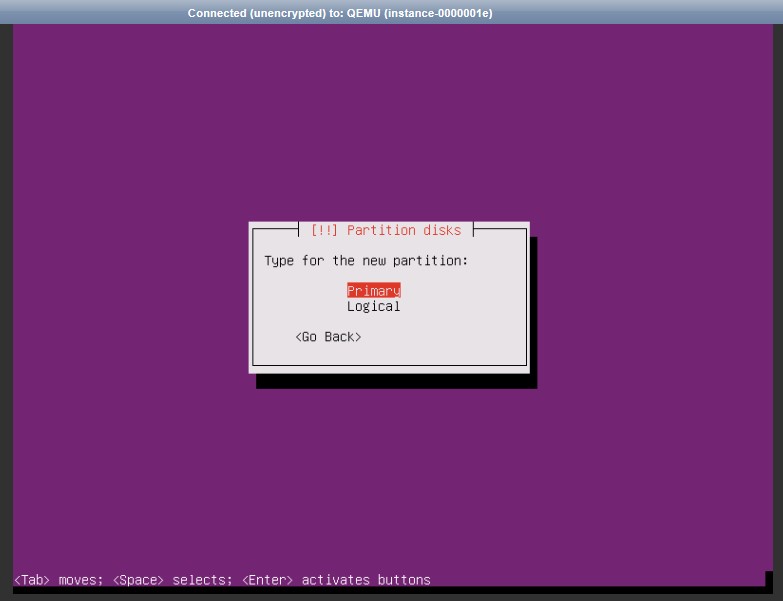 Connected (unencrypted) to: QEMU (instance-0000001e)
[!!] Partition disks
Type for the new partition:
Primary
Logical
<Go Back>
<Tab> moves; <Space> selects; <Enter> activates buttons